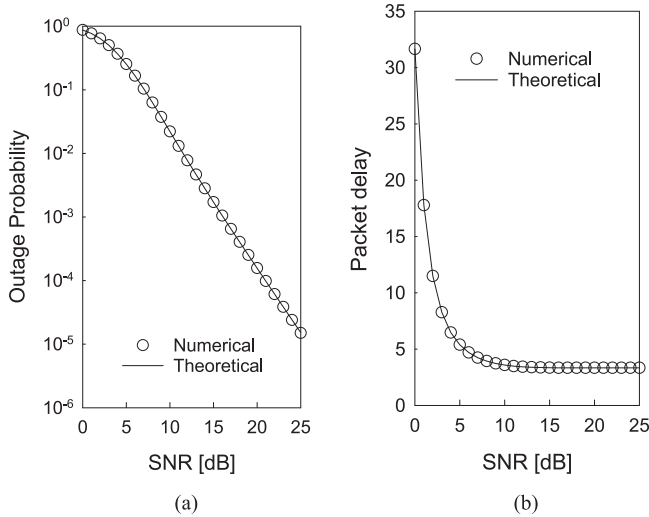 Outage Probability
10⁰
10⁻¹
10⁻²
10⁻³
10⁻⁴
10⁻⁵
10⁻⁶
Numerical
Theoretical
0 5 10 15 20 25
SNR [dB]
(a)
Packet delay
35
30
25
20
15
10
5
0
Numerical
Theoretical
0 5 10 15 20 25
SNR [dB]
(b)